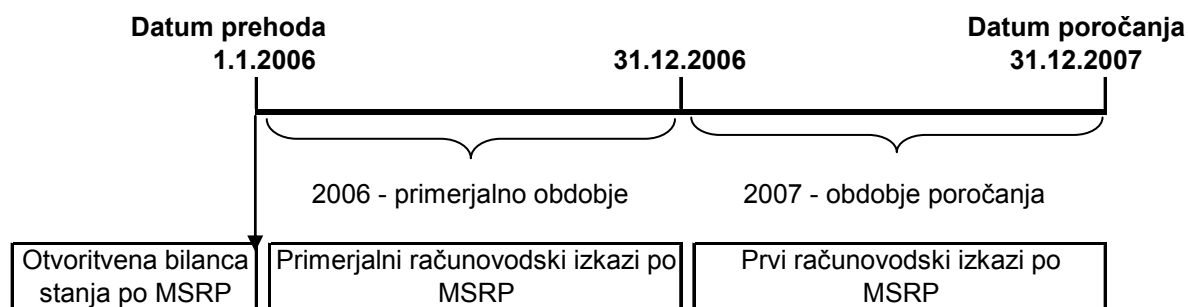 Datum prehoda
1.1.2006
31.12.2006
Datum poročanja
31.12.2007
2006 - primerjalno obdobje
2007 - obdobje poročanja
Otvoritvena bilanca
stanja po MSRP
Primerjalni računovodski izkazi po
MSRP
Prvi računovodski izkazi po
MSRP